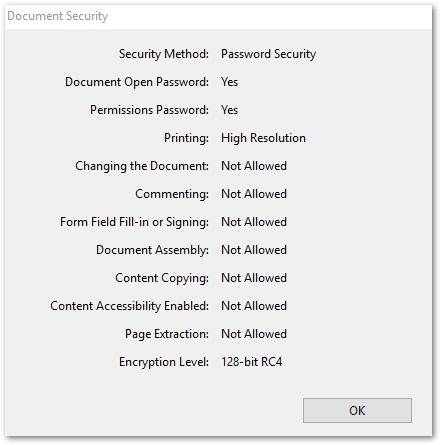 Document Security
Security Method: Password Security
Document Open Password: Yes
Permissions Password: Yes
Printing: High Resolution
Changing the Document: Not Allowed
Commenting: Not Allowed
Form Field Fill-in or Signing: Not Allowed
Document Assembly: Not Allowed
Content Copying: Not Allowed
Content Accessibility Enabled: Not Allowed
Page Extraction: Not Allowed
Encryption Level: 128-bit RC4
OK